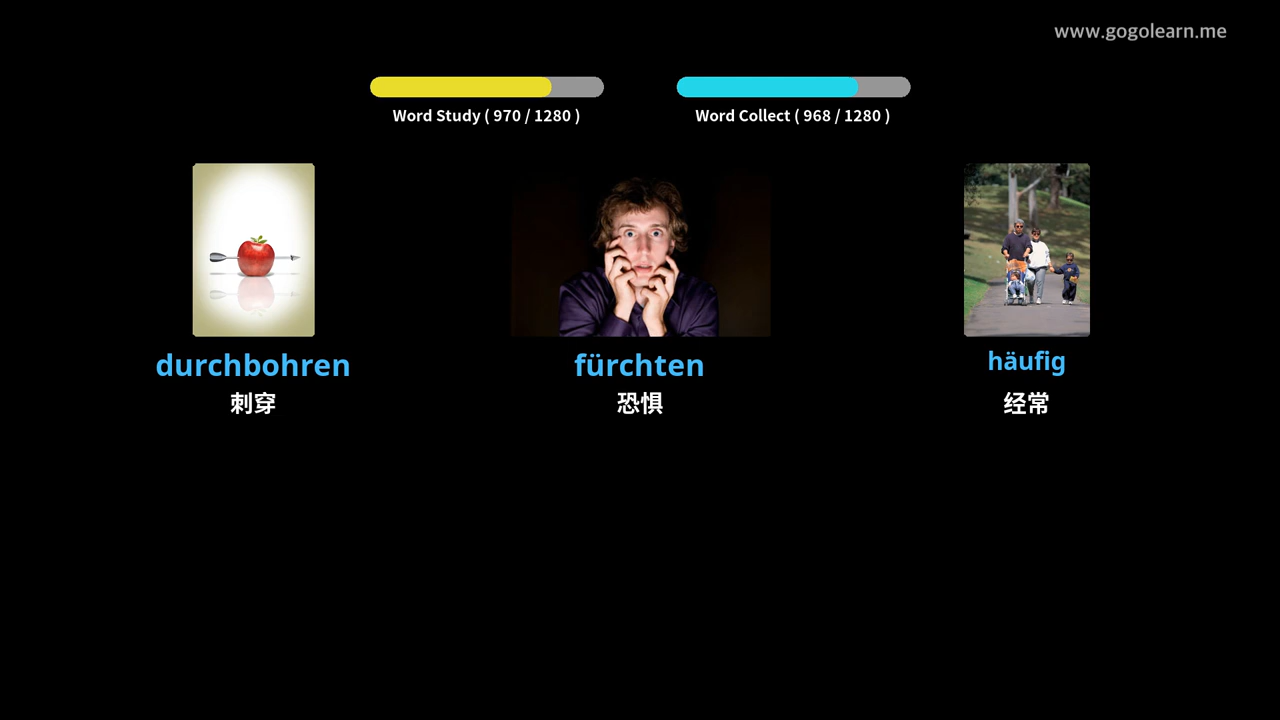 www.gogolearn.me
Word Study ( 970 / 1280 )
Word Collect ( 968 / 1280 )
durchbohren
fürchten
häufig
刺穿
恐惧
经常